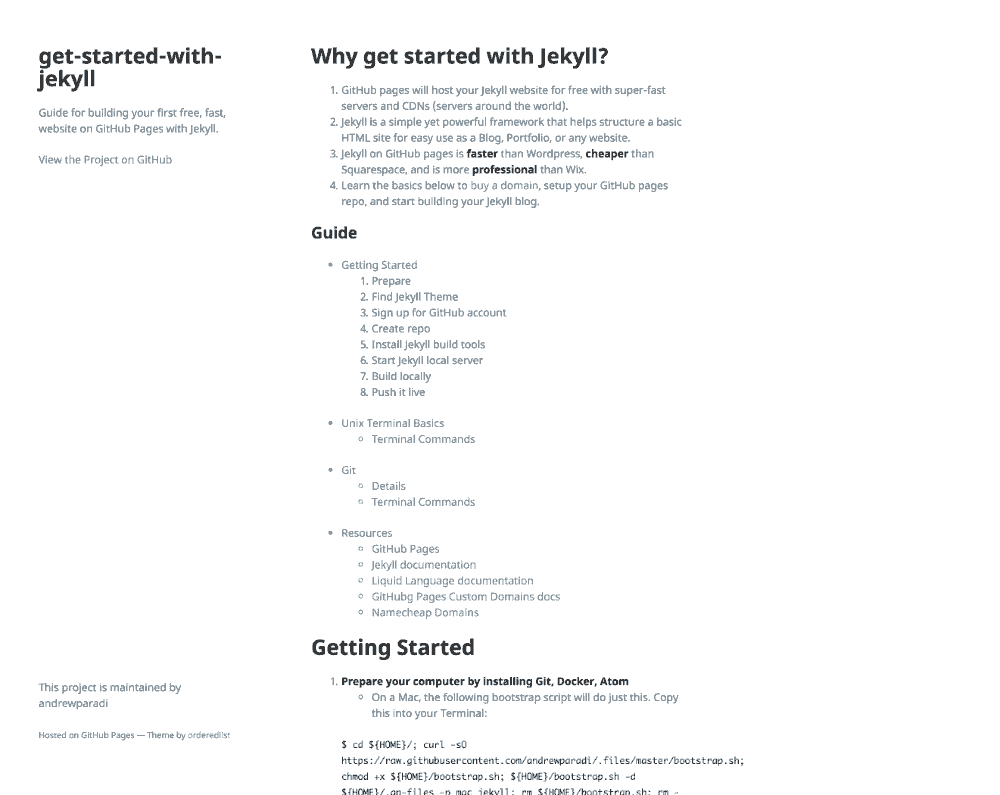 get-started-with-
jekyll
Guide for building your first free, fast,
website on GitHub Pages with Jekyll.
View the Project on GitHub
This project is maintained by
andrewparadi
Hosted on GitHub Pages — Theme by orderedlist
Why get started with Jekyll?
1. GitHub pages will host your Jekyll website for free with super-fast
servers and CDNs (servers around the world).
2. Jekyll is a simple yet powerful framework that helps structure a basic
HTML site for easy use as a Blog, Portfolio, or any website.
3. Jekyll on GitHub pages is faster than Wordpress, cheaper than
Squarespace, and is more professional than Wix.
4. Learn the basics below to buy a domain, setup your GitHub pages
repo, and start building your Jekyll blog.
Guide
• Getting Started
1. Prepare
2. Find Jekyll Theme
3. Sign up for GitHub account
4. Create repo
5. Install Jekyll build tools
6. Start Jekyll local server
7. Build locally
8. Push it live
• Unix Terminal Basics
◦ Terminal Commands
• Git
◦ Details
◦ Terminal Commands
• Resources
◦ GitHub Pages
◦ Jekyll documentation
◦ Liquid Language documentation
◦ GitHubg Pages Custom Domains docs
◦ Namecheap Domains
Getting Started
1. Prepare your computer by installing Git, Docker, Atom
◦ On a Mac, the following bootstrap script will do just this. Copy
this into your Terminal:
$ cd ${HOME}/; curl -sO
https://raw.githubusercontent.com/andrewparadi/.files/master/bootstrap.sh;
chmod +x ${HOME}/bootstrap.sh; ${HOME}/bootstrap.sh -d
${HOME}/.ap-files -p mac_jekyll; rm ${HOME}/bootstrap.sh; rm -